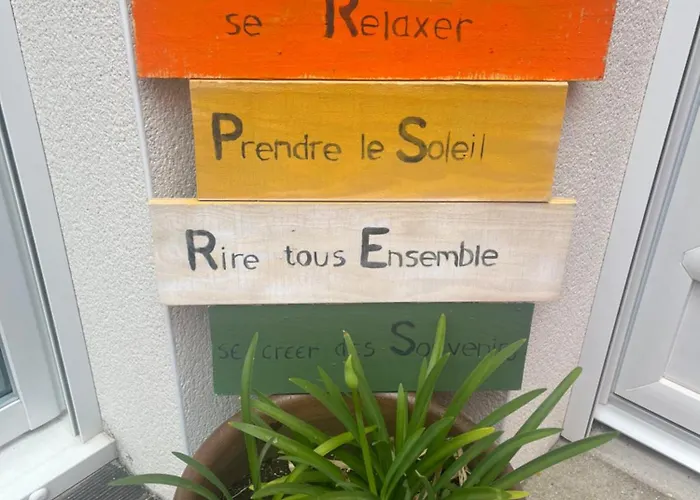 se Relaxer
Prendre le Soleil
Rire tous Ensemble
se creer des Souvenirs